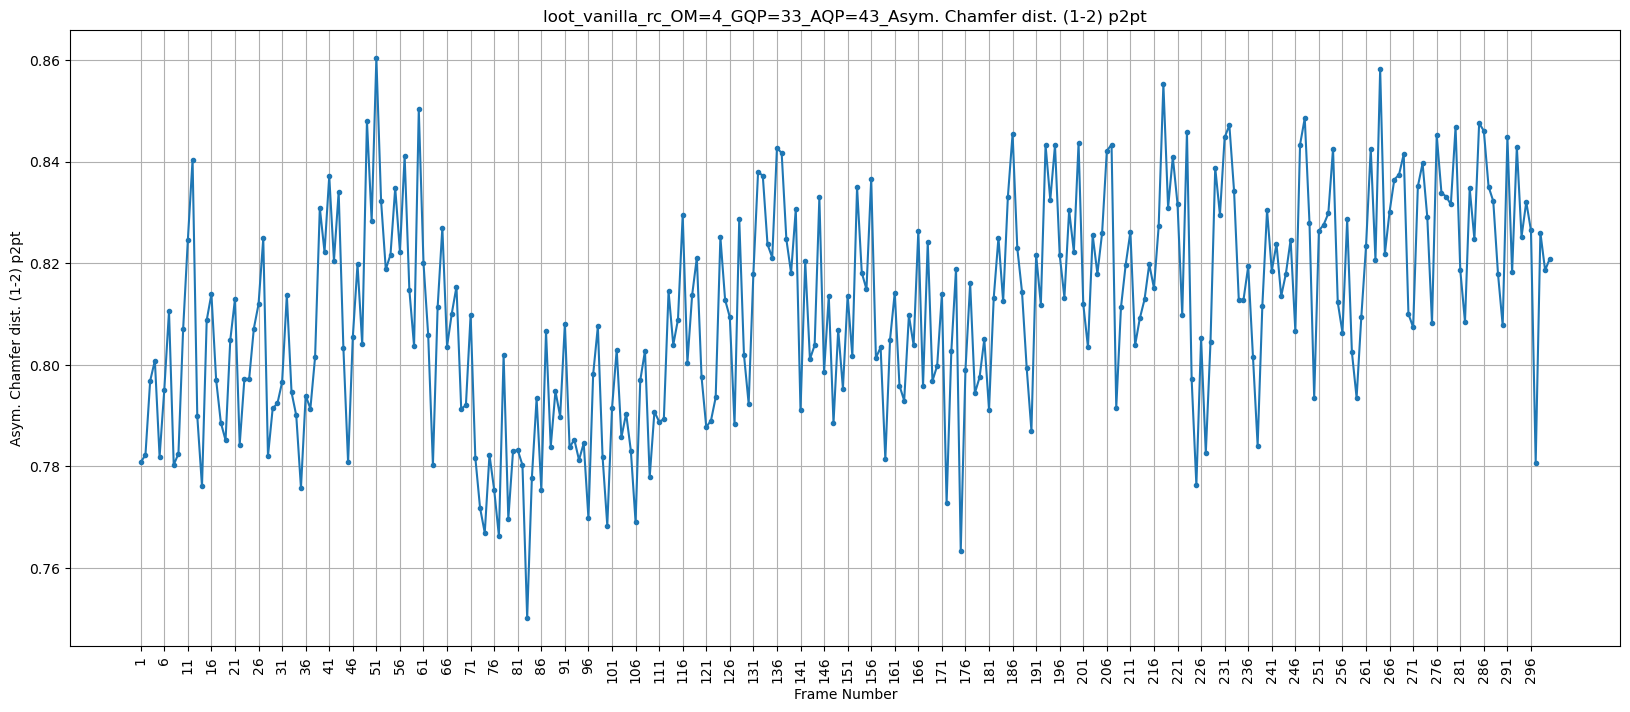 loot_vanilla_rc_OM=4_GQP=33_AQP=43_Asym. Chamfer dist. (1-2) p2pt
Asym. Chamfer dist. (1-2) p2pt
0.86
0.84
0.82
0.80
0.78
0.76
1 6 11 16 21 26 31 36 41 46 51 56 61 66 71 76 81 86 91 96 101 106 111 116 121 126 131 136 141 146 151 156 161 166 171 176 181 186 191 196 201 206 211 216 221 226 231 236 241 246 251 256 261 266 271 276 281 286 291 296
Frame Number